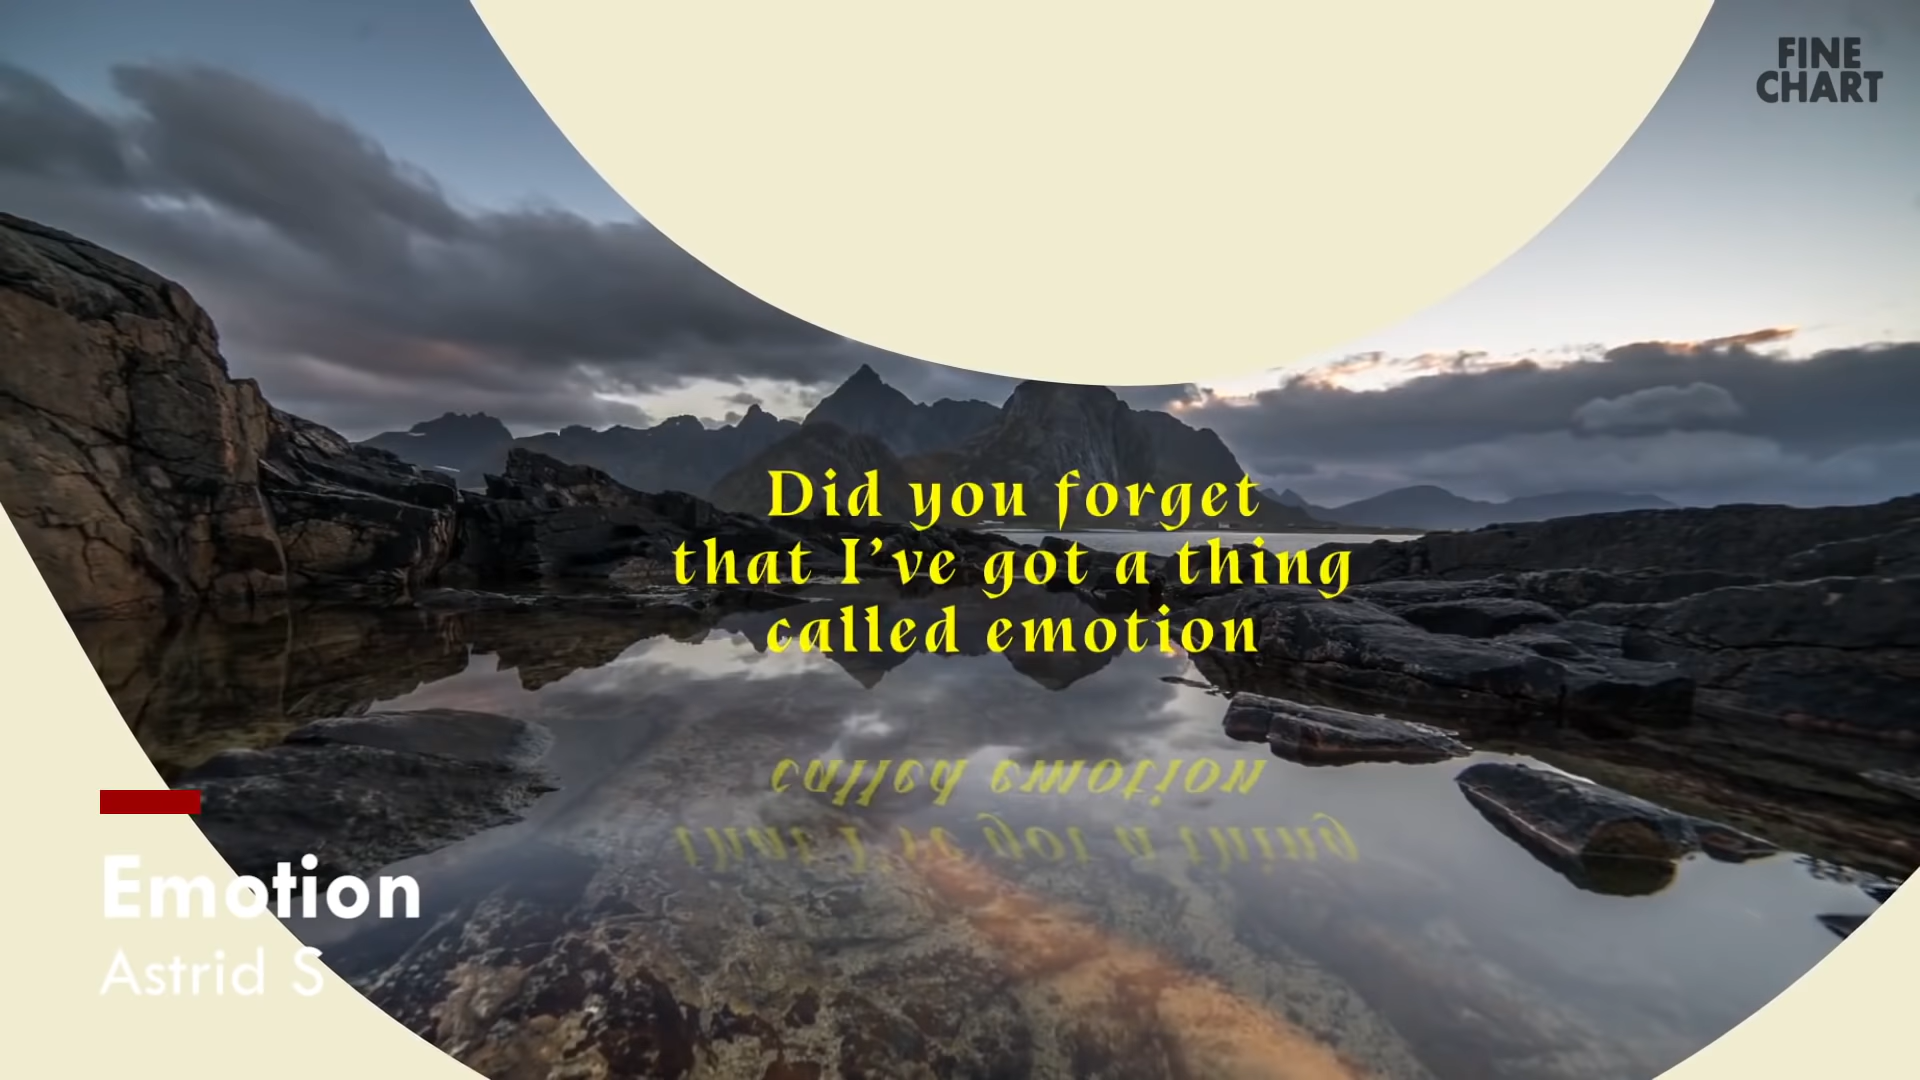 FINE
CHART
Did you forget
that I've got a thing
called emotion
called emotion
that I've got a thing
Emotion
Astrid S